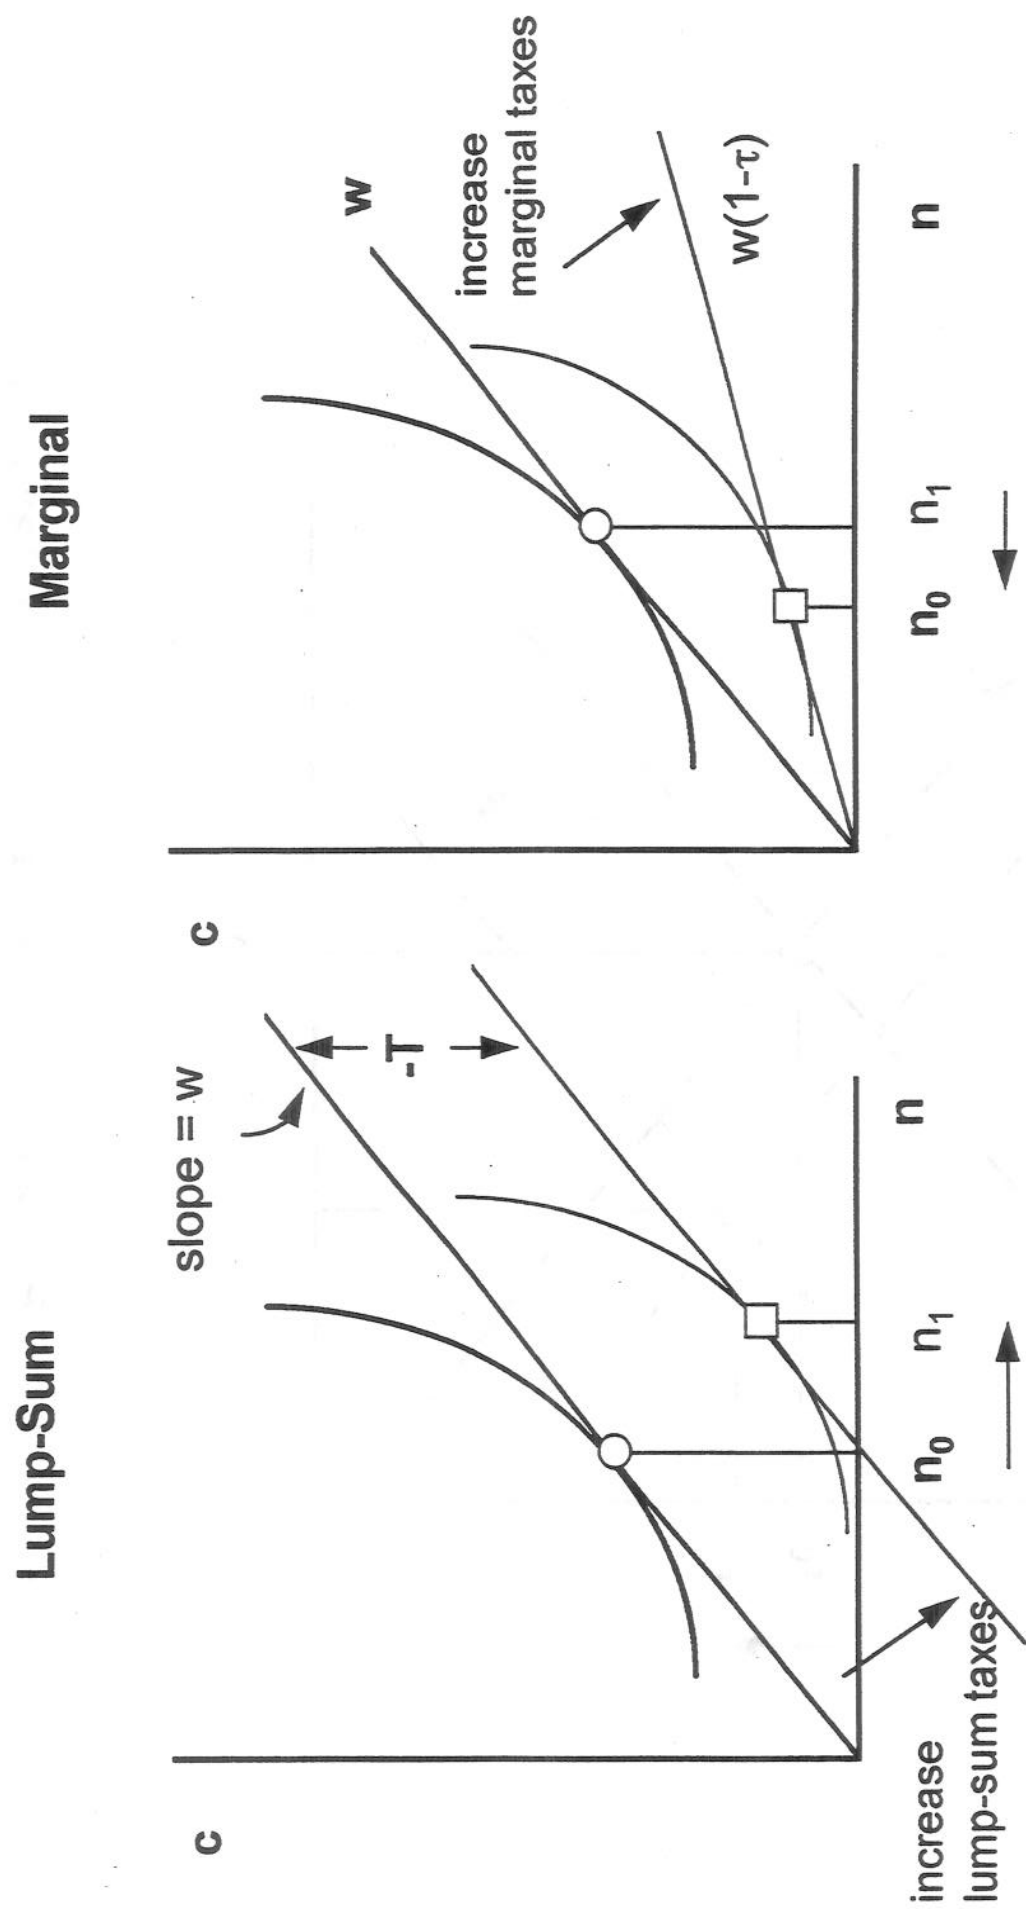 Lump-Sum
c
slope = w
-T
n₀
n₁
n
increase
lump-sum taxes
Marginal
c
w
increase
marginal taxes
w(1-τ)
n₀
n₁
n